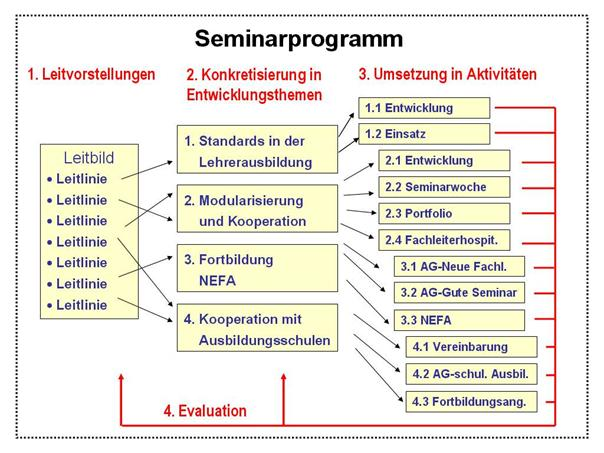 Seminarprogramm
1. Leitvorstellungen
2. Konkretisierung in
Entwicklungsthemen
3. Umsetzung in Aktivitäten
Leitbild
• Leitlinie
• Leitlinie
• Leitlinie
• Leitlinie
• Leitlinie
• Leitlinie
• Leitlinie
1. Standards in der
Lehrerausbildung
2. Modularisierung
und Kooperation
3. Fortbildung
NEFA
4. Kooperation mit
Ausbildungsschulen
1.1 Entwicklung
1.2 Einsatz
2.1 Entwicklung
2.2 Seminarwoche
2.3 Portfolio
2.4 Fachleiterhospit.
3.1 AG-Neue Fachl.
3.2 AG-Gute Seminar
3.3 NEFA
4.1 Vereinbarung
4.2 AG-schul. Ausbil.
4.3 Fortbildungsang.
4. Evaluation